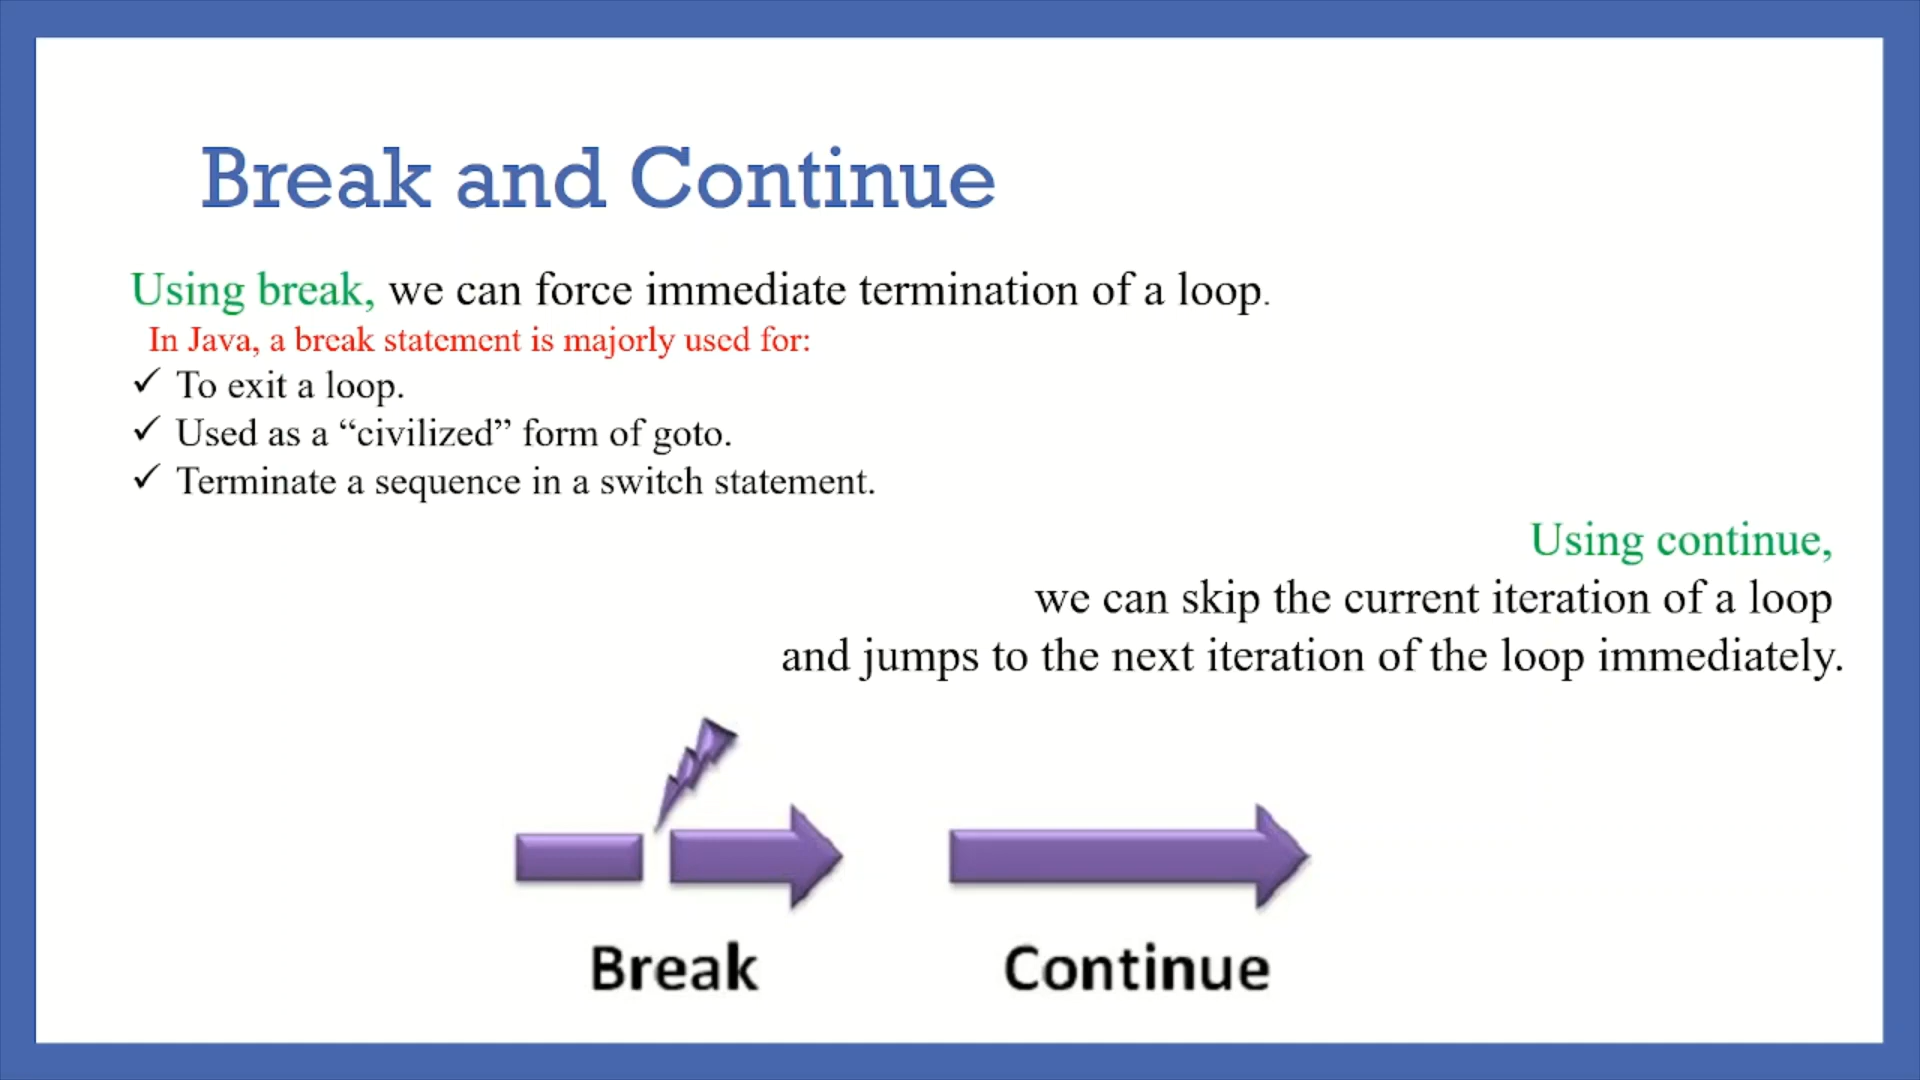 Break and Continue
Using break, we can force immediate termination of a loop.
In Java, a break statement is majorly used for:
✓ To exit a loop.
✓ Used as a “civilized” form of goto.
✓ Terminate a sequence in a switch statement.
Using continue,
we can skip the current iteration of a loop
and jumps to the next iteration of the loop immediately.
Break
Continue